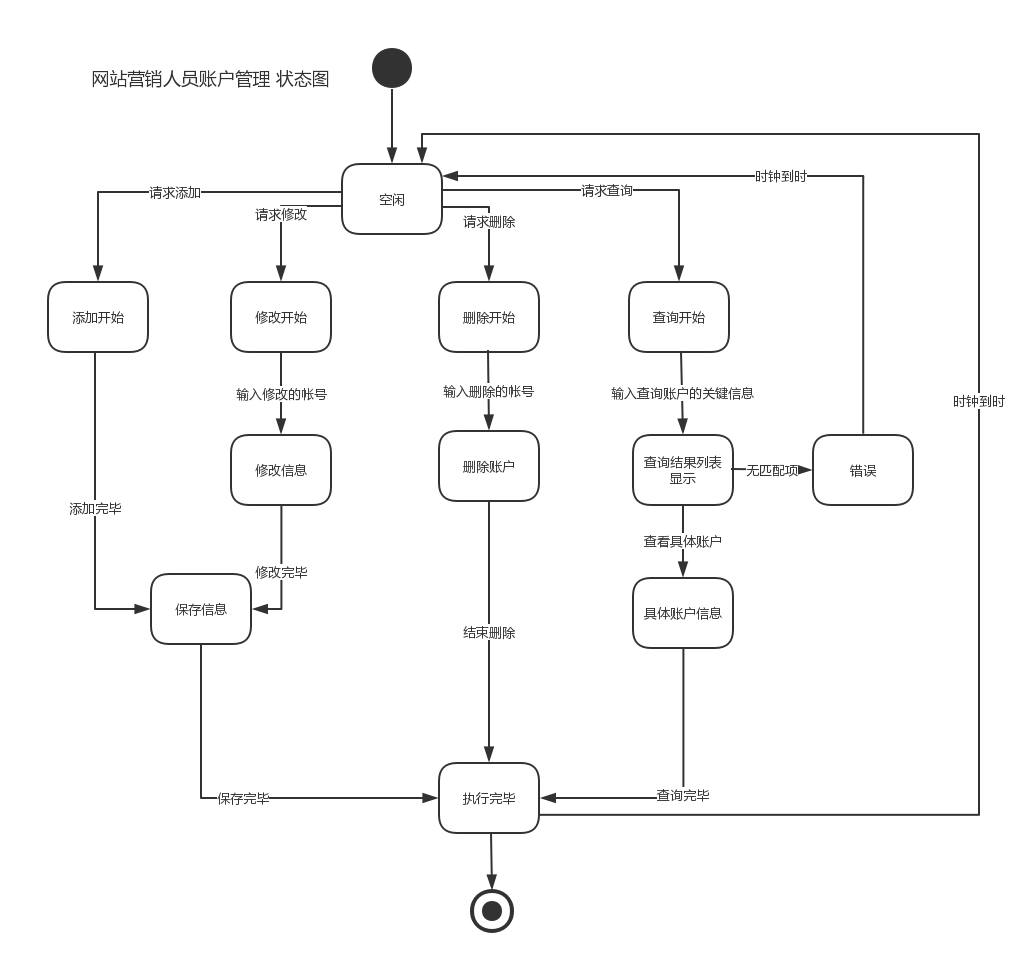 网站营销人员账户管理 状态图
时钟到时
空闲
请求添加
请求查询
请求修改
请求删除
添加开始
修改开始
删除开始
查询开始
输入修改的帐号
输入删除的帐号
输入查询账户的关键信息
时钟到时
修改信息
删除账户
查询结果列表
显示
无匹配项
错误
添加完毕
查看具体账户
修改完毕
保存信息
具体账户信息
结束删除
保存完毕
执行完毕
查询完毕